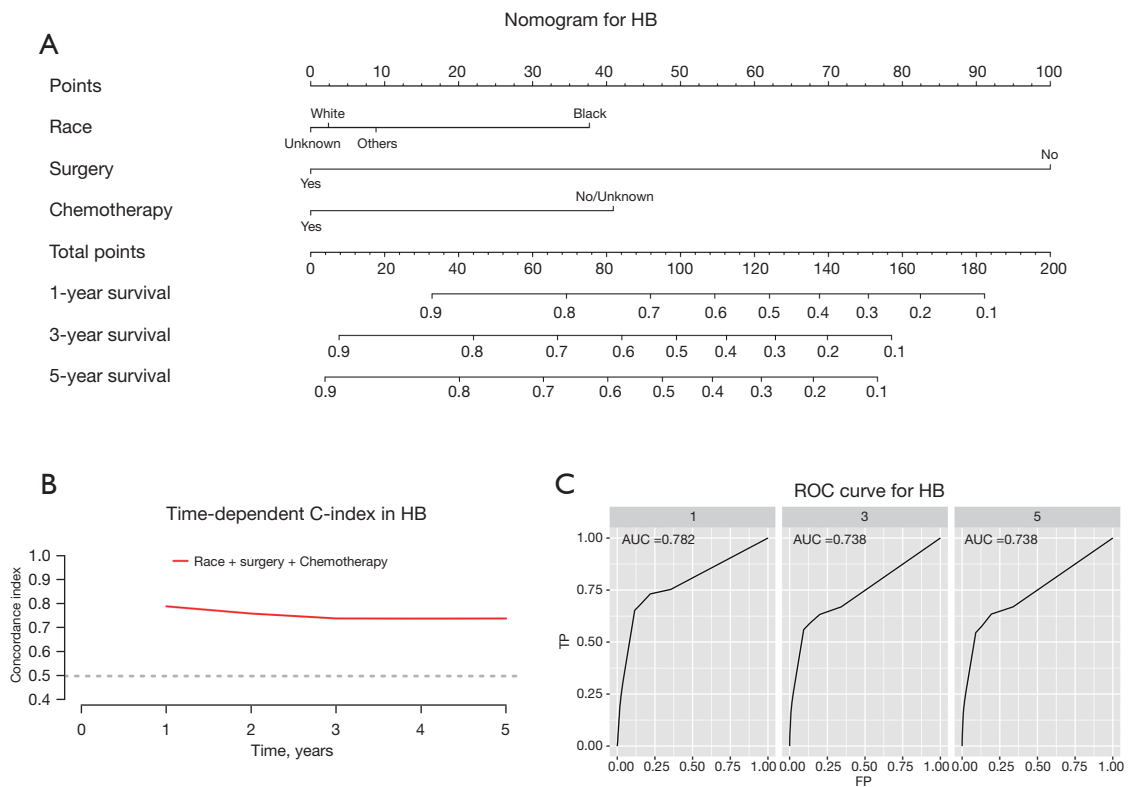 Nomogram for HB
A
Points
0 10 20 30 40 50 60 70 80 90 100
Race
White Black
Unknown Others
Surgery
No
Yes
Chemotherapy
No/Unknown
Yes
Total points
0 20 40 60 80 100 120 140 160 180 200
1-year survival
0.9 0.8 0.7 0.6 0.5 0.4 0.3 0.2 0.1
3-year survival
0.9 0.8 0.7 0.6 0.5 0.4 0.3 0.2 0.1
5-year survival
0.9 0.8 0.7 0.6 0.5 0.4 0.3 0.2 0.1
B
Time-dependent C-index in HB
Race + surgery + Chemotherapy
Concordance index
1.0
0.9
0.8
0.7
0.5
0.4
0 1 2 3 4 5
Time, years
C
ROC curve for HB
1 3 5
AUC =0.782 AUC =0.738 AUC =0.738
TP
1.00
0.75
0.50
0.25
0.00
0.00 0.25 0.50 0.75 1.00 0.00 0.25 0.50 0.75 1.00 0.00 0.25 0.50 0.75 1.00
FP